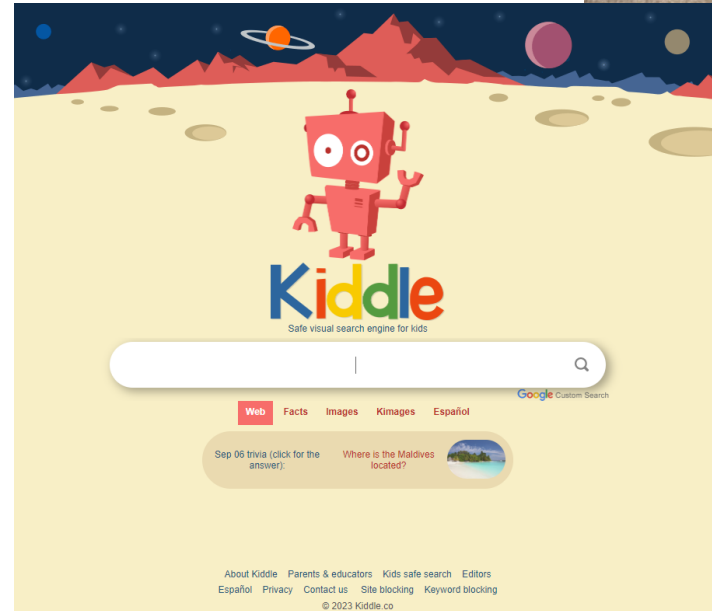 Kiddle
Safe visual search engine for kids
Google Custom Search
Web Facts Images Kimages Español
Sep 06 trivia (click for the
answer):
Where is the Maldives
located?
About Kiddle Parents & educators Kids safe search Editors
Español Privacy Contact us Site blocking Keyword blocking
© 2023 Kiddle.co